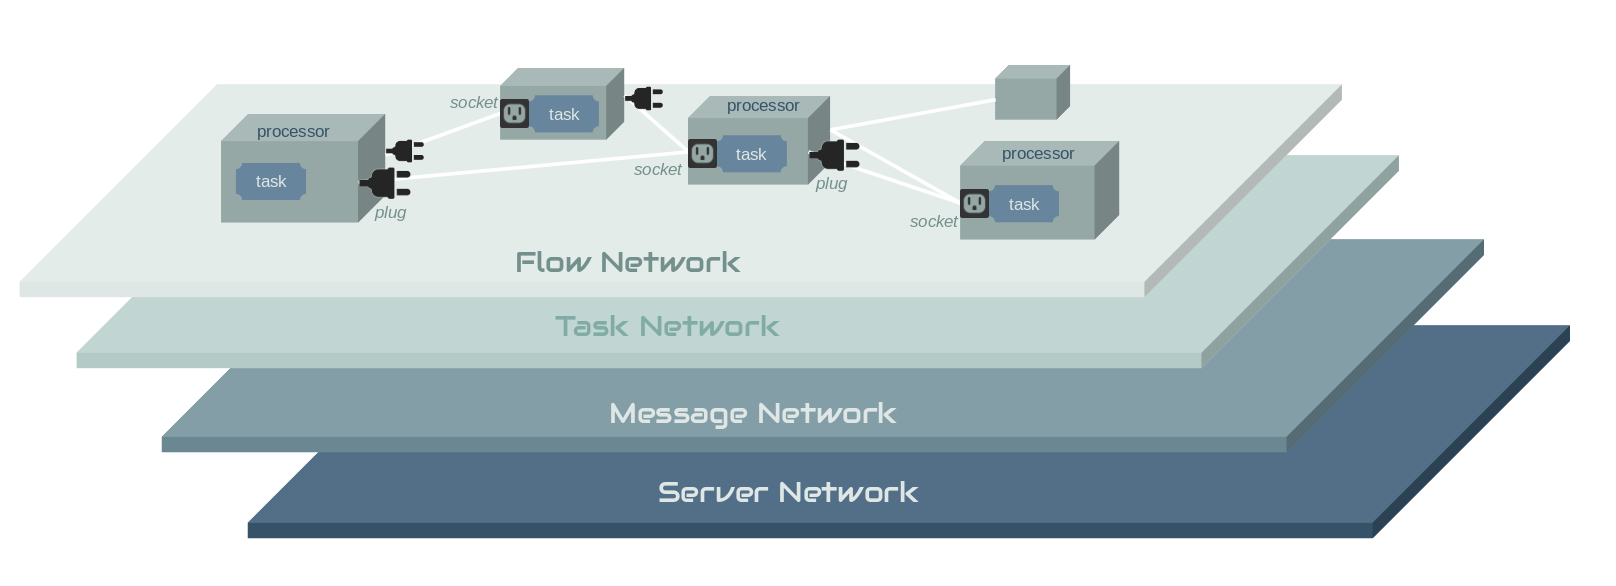 socket
task
processor
processor
task
processor
task
socket
task
plug
plug
socket
task
Flow Network
Task Network
Message Network
Server Network